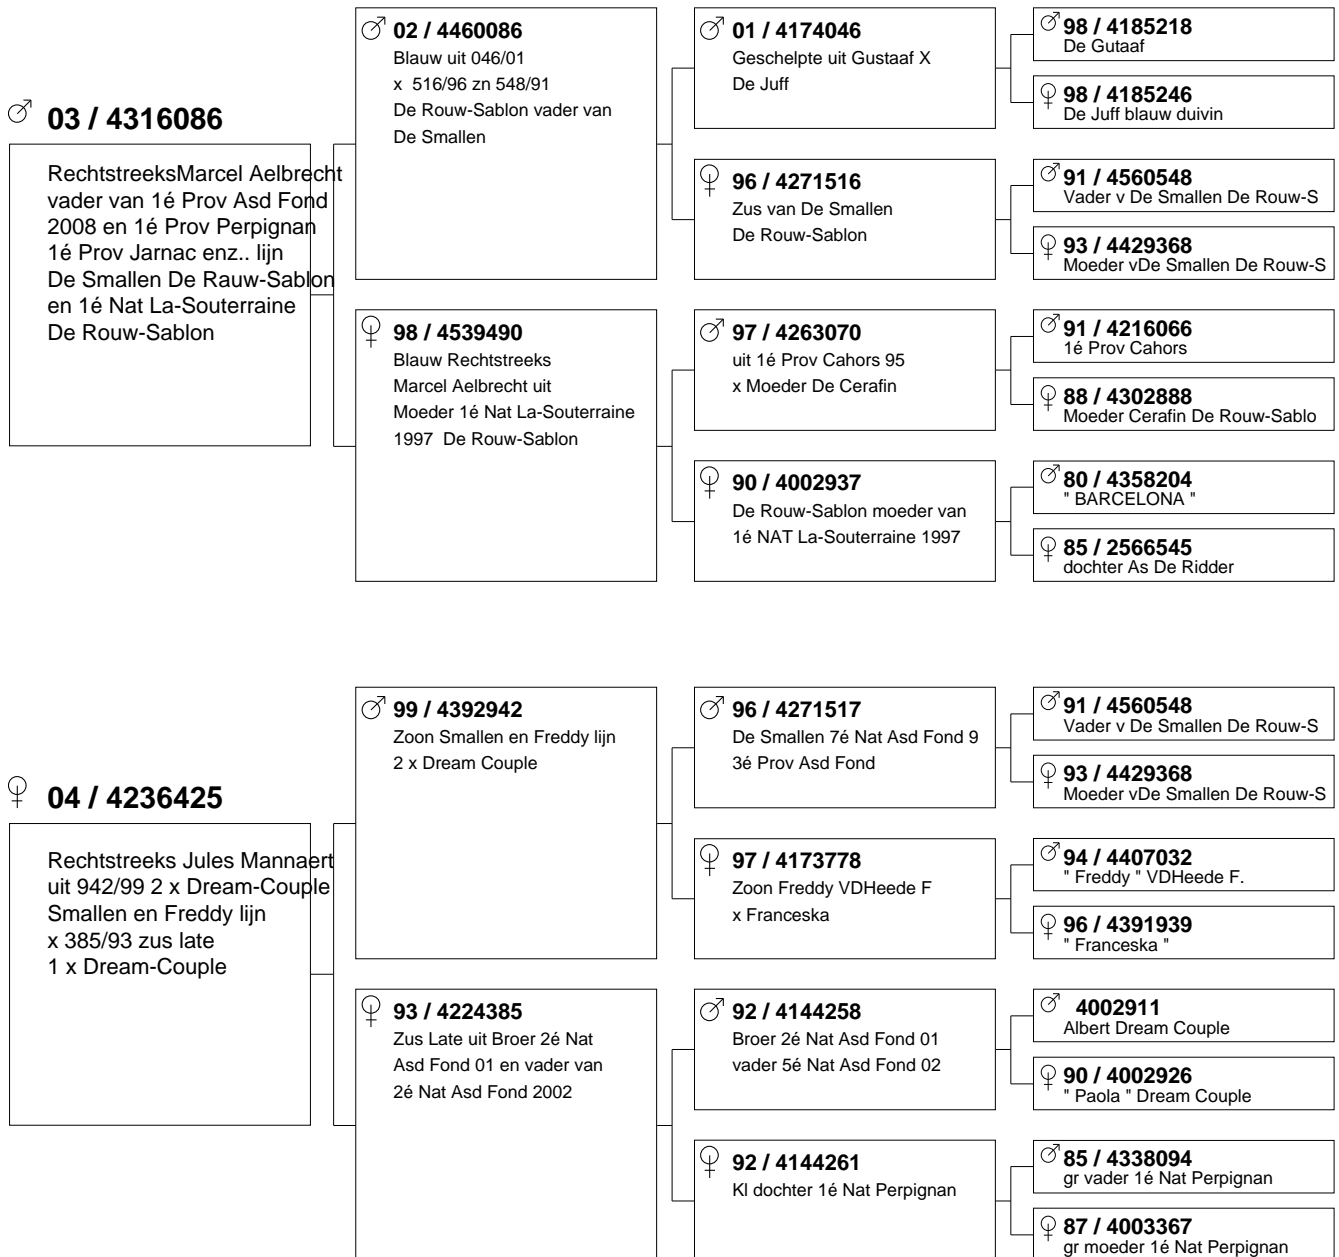 03 / 4316086
RechtstreeksMarcel Aelbrecht
vader van 1é Prov Asd Fond
2008 en 1é Prov Perpignan
1é Prov Jarnac enz.. lijn
De Smallen De Rauw-Sablon
en 1é Nat La-Souterraine
De Rouw-Sablon
02 / 4460086
Blauw uit 046/01
x 516/96 zn 548/91
De Rouw-Sablon vader van
De Smallen
98 / 4539490
Blauw Rechtstreeks
Marcel Aelbrecht uit
Moeder 1é Nat La-Souterraine
1997 De Rouw-Sablon
01 / 4174046
Geschelpte uit Gustaaf X
De Juff
96 / 4271516
Zus van De Smallen
De Rouw-Sablon
97 / 4263070
uit 1é Prov Cahors 95
x Moeder De Cerafin
90 / 4002937
De Rouw-Sablon moeder van
1é NAT La-Souterraine 1997
98 / 4185218
De Gutaaf
98 / 4185246
De Juff blauw duivin
91 / 4560548
Vader v De Smallen De Rouw-S
93 / 4429368
Moeder vDe Smallen De Rouw-S
91 / 4216066
1é Prov Cahors
88 / 4302888
Moeder Cerafin De Rouw-Sablo
80 / 4358204
" BARCELONA "
85 / 2566545
dochter As De Ridder
04 / 4236425
Rechtstreeks Jules Mannaert
uit 942/99 2 x Dream-Couple
Smallen en Freddy lijn
x 385/93 zus late
1 x Dream-Couple
99 / 4392942
Zoon Smallen en Freddy lijn
2 x Dream Couple
93 / 4224385
Zus Late uit Broer 2é Nat
Asd Fond 01 en vader van
2é Nat Asd Fond 2002
96 / 4271517
De Smallen 7é Nat Asd Fond 9
3é Prov Asd Fond
97 / 4173778
Zoon Freddy VDHeede F
x Franceska
92 / 4144258
Broer 2é Nat Asd Fond 01
vader 5é Nat Asd Fond 02
92 / 4144261
Kl dochter 1é Nat Perpignan
91 / 4560548
Vader v De Smallen De Rouw-S
93 / 4429368
Moeder vDe Smallen De Rouw-S
94 / 4407032
" Freddy " VDHeede F.
96 / 4391939
" Franceska "
4002911
Albert Dream Couple
90 / 4002926
" Paola " Dream Couple
85 / 4338094
gr vader 1é Nat Perpignan
87 / 4003367
gr moeder 1é Nat Perpignan